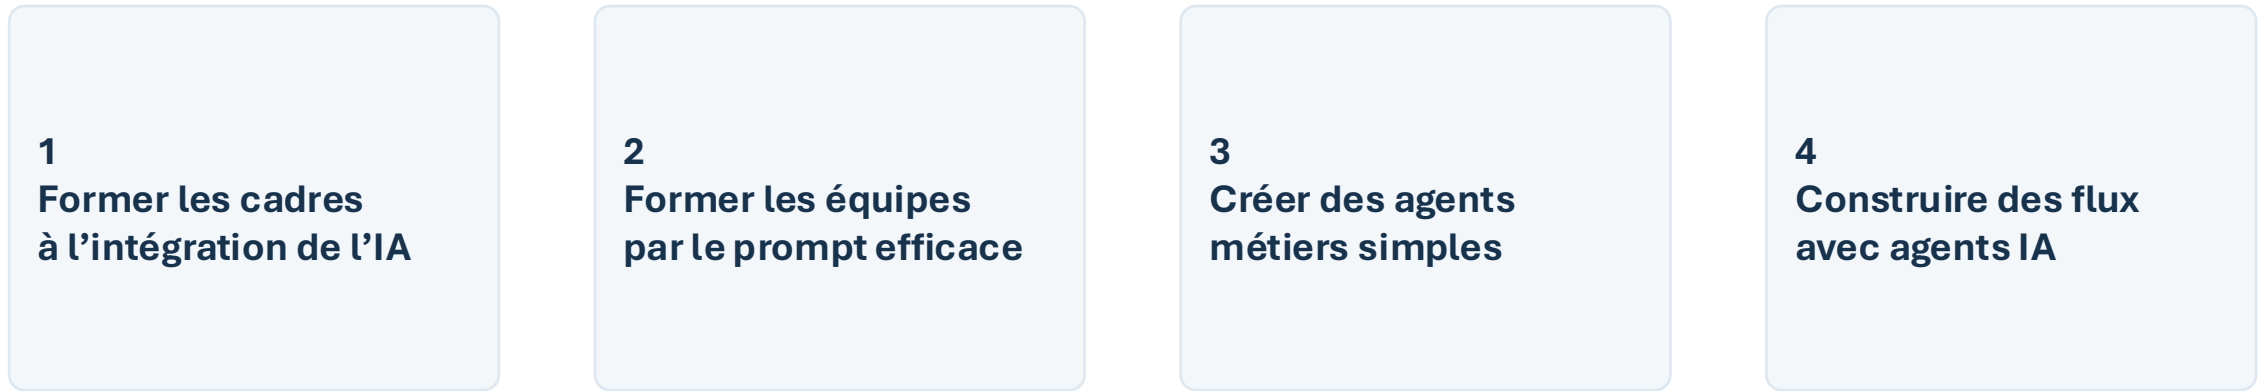 1
Former les cadres
à l’intégration de l’IA
2
Former les équipes
par le prompt efficace
3
Créer des agents
métiers simples
4
Construire des flux
avec agents IA